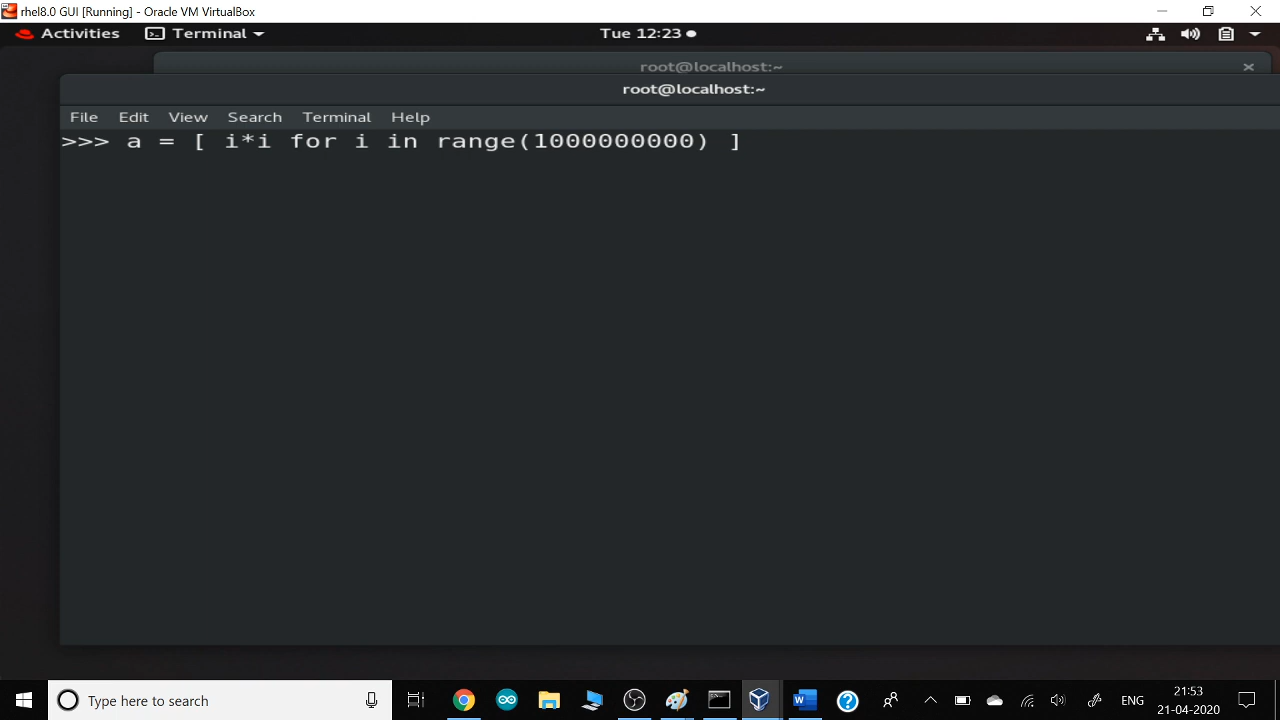 rhel8.0 GUI [Running] - Oracle VM VirtualBox
Activities Terminal Tue 12:23
root@localhost:~
root@localhost:~
File Edit View Search Terminal Help
>>> a = [ i*i for i in range(1000000000) ]
Type here to search ENG 21:53
21-04-2020